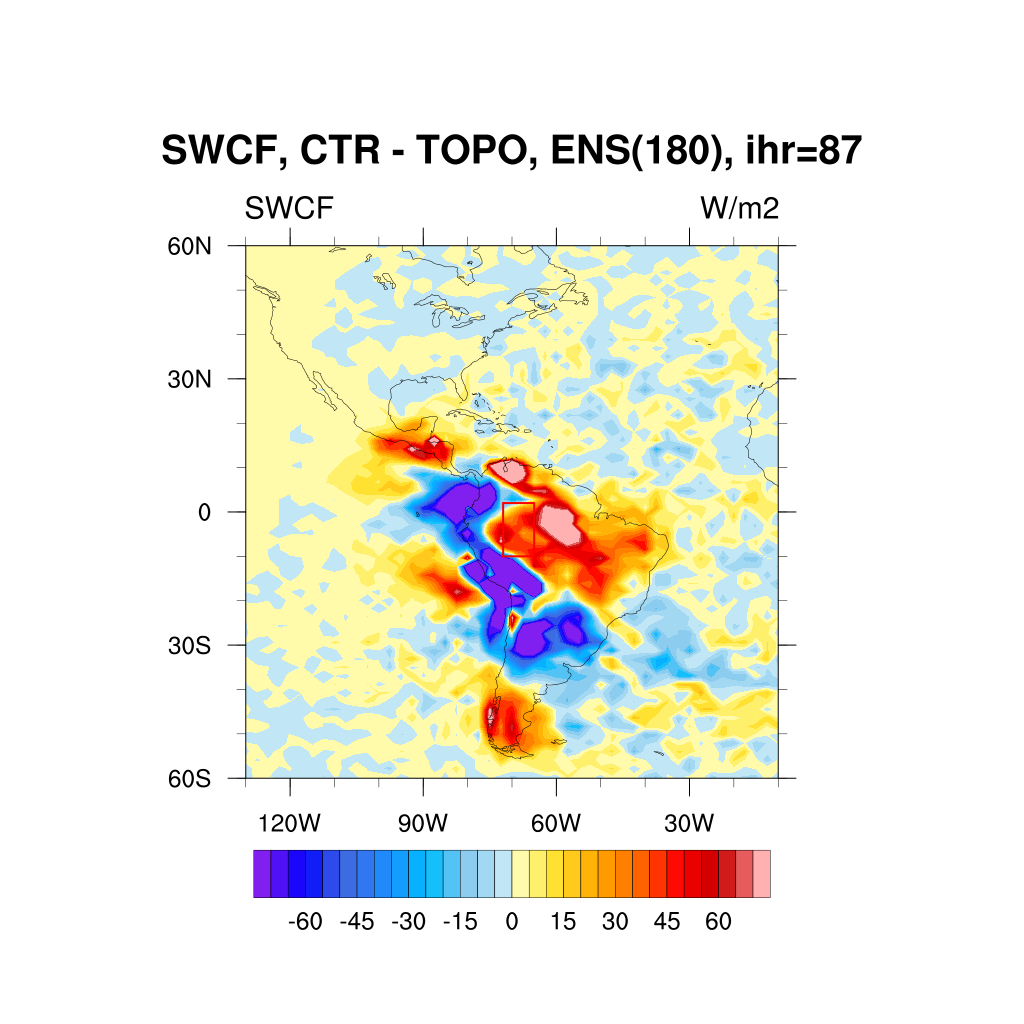 SWCF, CTR - TOPO, ENS(180), ihr=87
SWCF W/m2
60N
30N
0
30S
60S
120W 90W 60W 30W
-60 -45 -30 -15 0 15 30 45 60